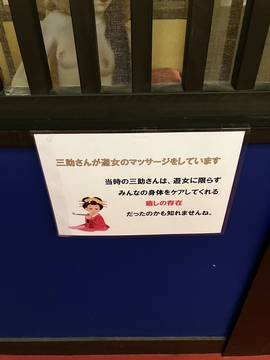 三助さんが遊女のマッサージをしています
当時の三助さんは、遊女に限らず
みんなの身体をケアしてくれる
癒しの存在
だったのかも知れませんね。